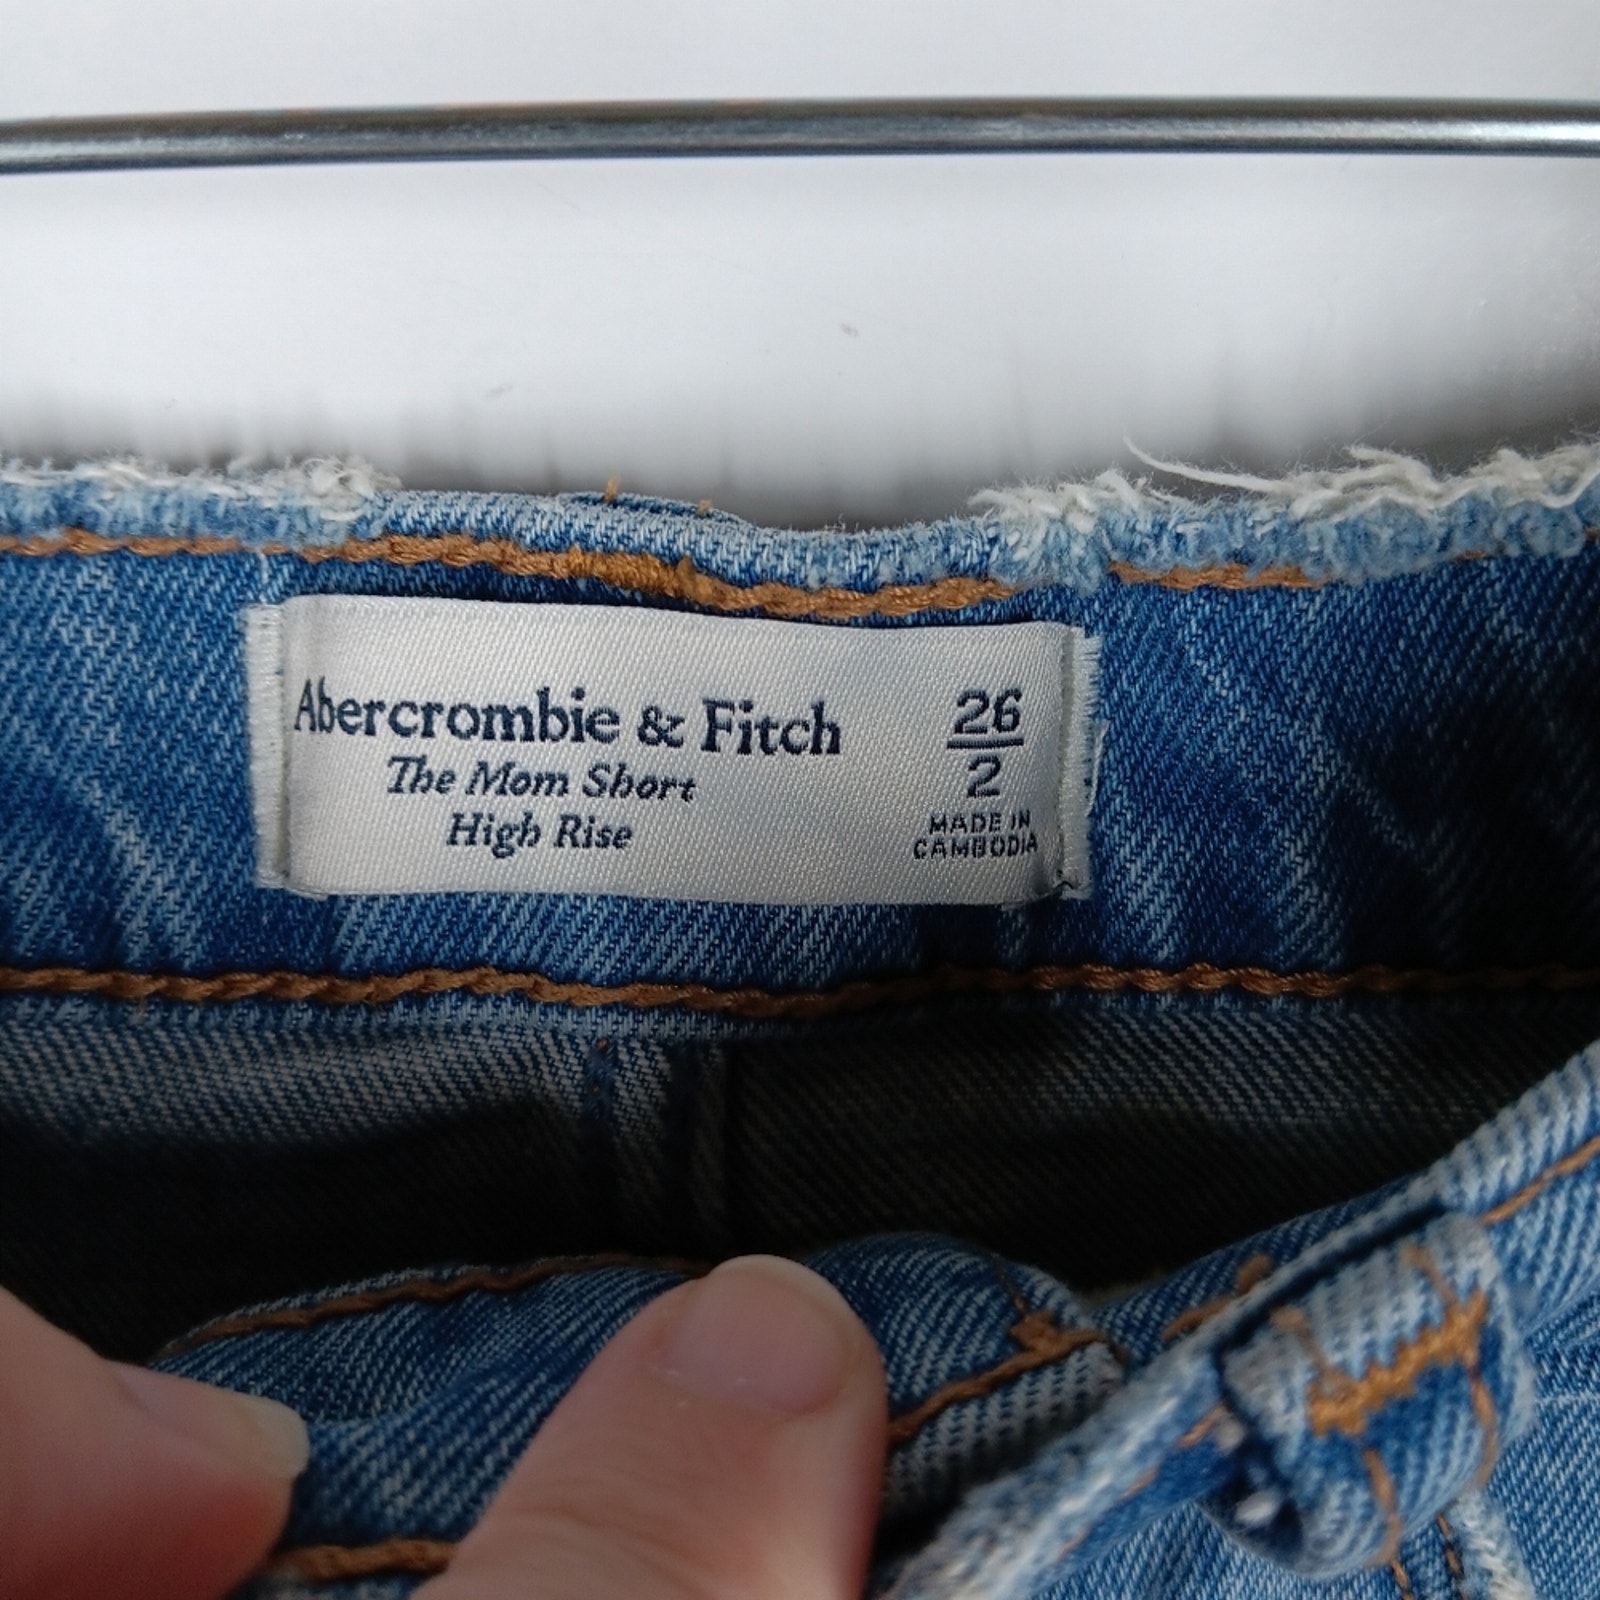 Abercrombie & Fitch
The Mom Short
High Rise
26
2
MADE IN
CAMBODIA